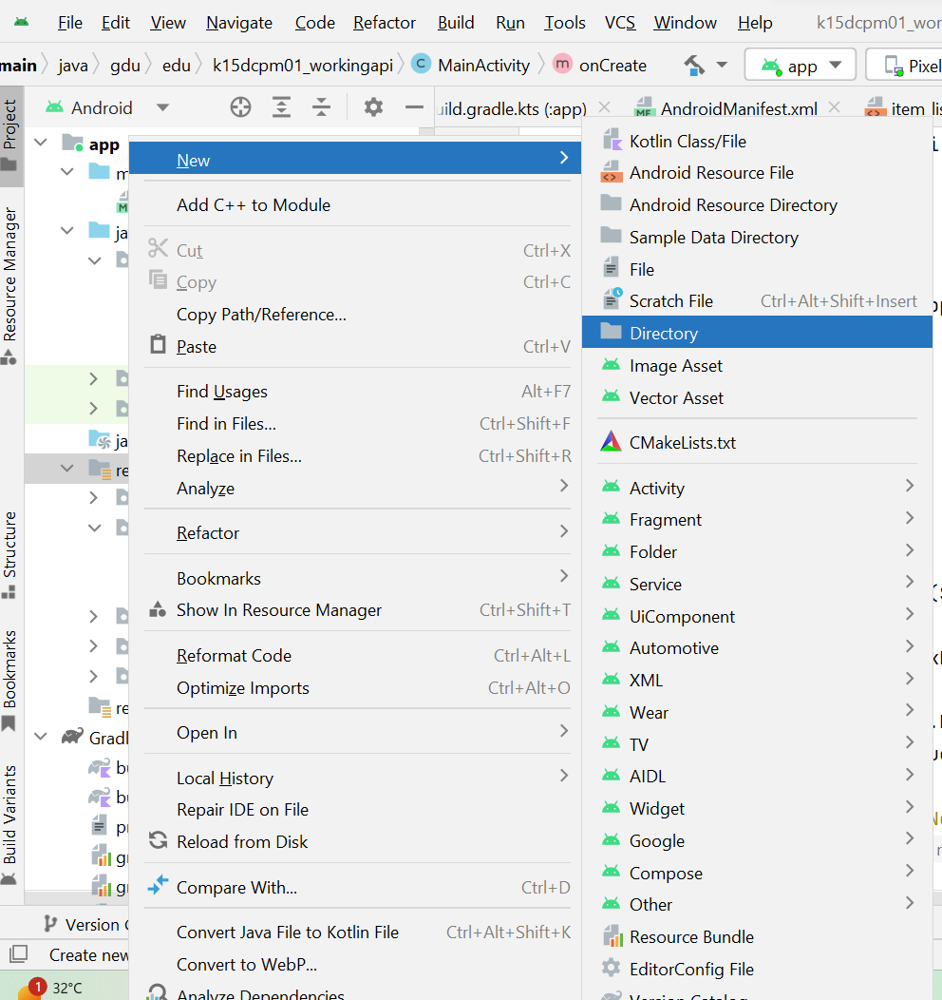 File Edit View Navigate Code Refactor Build Run Tools VCS Window Help k15dcpm01_wor
main java gdu edu k15dcpm01_workingapi C MainActivity m onCreate app Pixel
Project
Android
uild.gradle.kts (:app)
MF AndroidManifest.xml
item_lis
app
m
ja
ja
re
re
Gradl
bu
bu
pr
gr
gr
Resource Manager
Structure
Bookmarks
Build Variants
New
Add C++ to Module
Cut Ctrl+X
Copy Ctrl+C
Copy Path/Reference...
Paste Ctrl+V
Find Usages Alt+F7
Find in Files... Ctrl+Shift+F
Replace in Files... Ctrl+Shift+R
Analyze
Refactor
Bookmarks
Show In Resource Manager Ctrl+Shift+T
Reformat Code Ctrl+Alt+L
Optimize Imports Ctrl+Alt+O
Open In
Local History
Repair IDE on File
Reload from Disk
Compare With... Ctrl+D
Convert Java File to Kotlin File Ctrl+Alt+Shift+K
Convert to WebP...
Analyze Dependencies
Kotlin Class/File
Android Resource File
Android Resource Directory
Sample Data Directory
File
Scratch File Ctrl+Alt+Shift+Insert
Directory
Image Asset
Vector Asset
CMakeLists.txt
Activity
Fragment
Folder
Service
UiComponent
Automotive
XML
Wear
TV
AIDL
Widget
Google
Compose
Other
Resource Bundle
EditorConfig File
Version Catalog
Version C
Create new
1 32°C